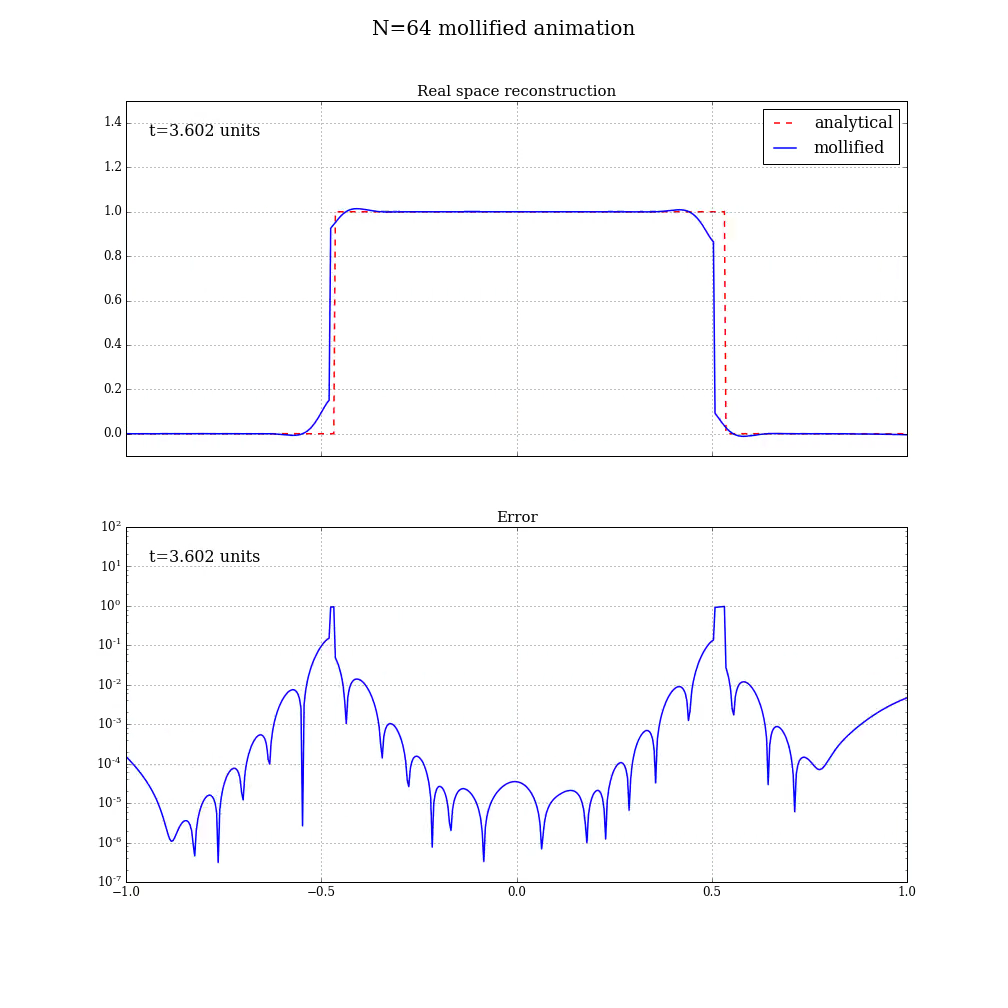 N=64 mollified animation
Real space reconstruction
t=3.602 units
analytical
mollified
1.4
1.2
1.0
0.8
0.6
0.4
0.2
0.0
Error
t=3.602 units
10²
10¹
10⁰
10⁻¹
10⁻²
10⁻³
10⁻⁴
10⁻⁵
10⁻⁶
10⁻⁷
−1.0 −0.5 0.0 0.5 1.0